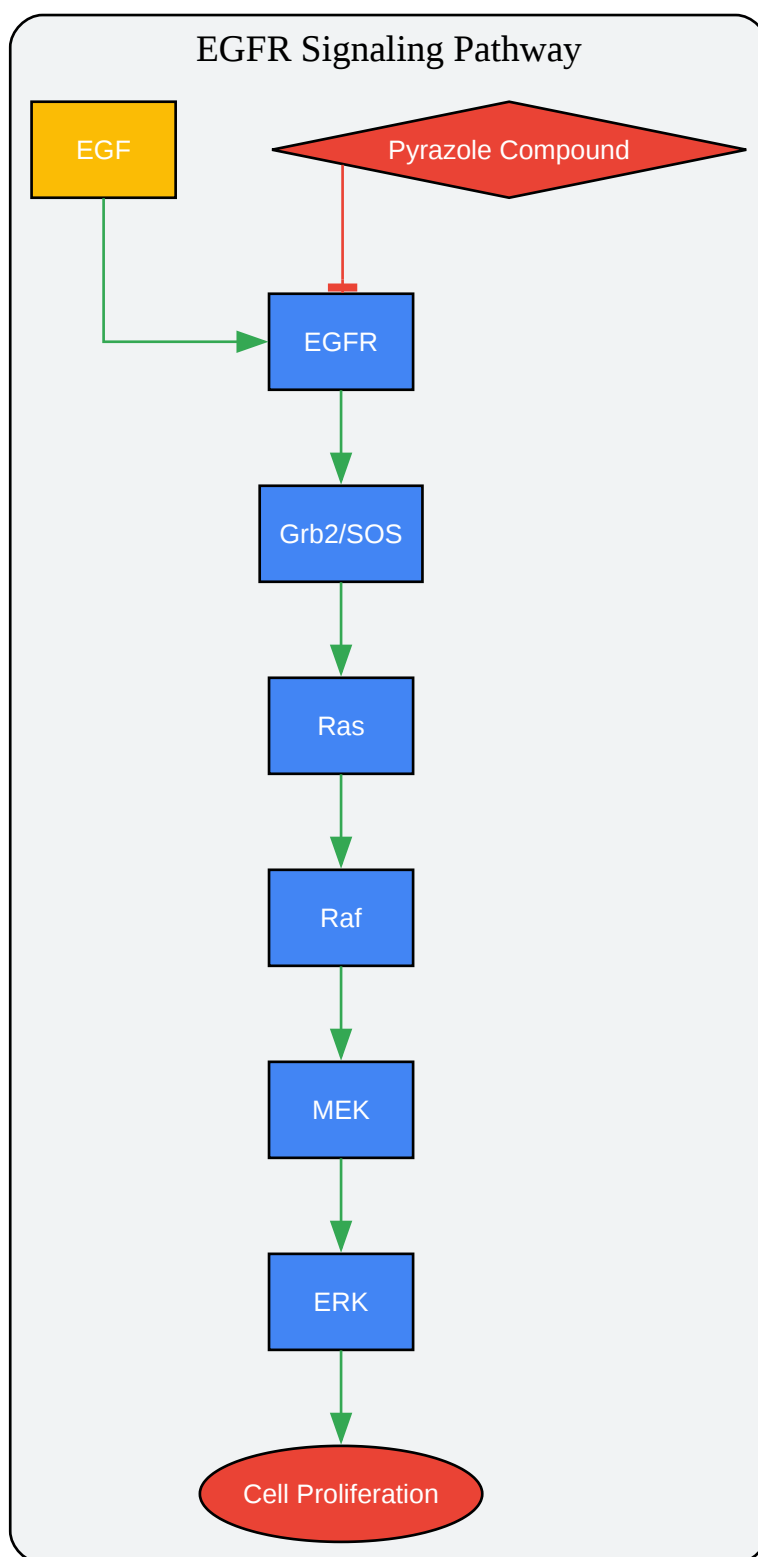 EGFR Signaling Pathway
EGF
Pyrazole Compound
EGFR
Grb2/SOS
Ras
Raf
MEK
ERK
Cell Proliferation